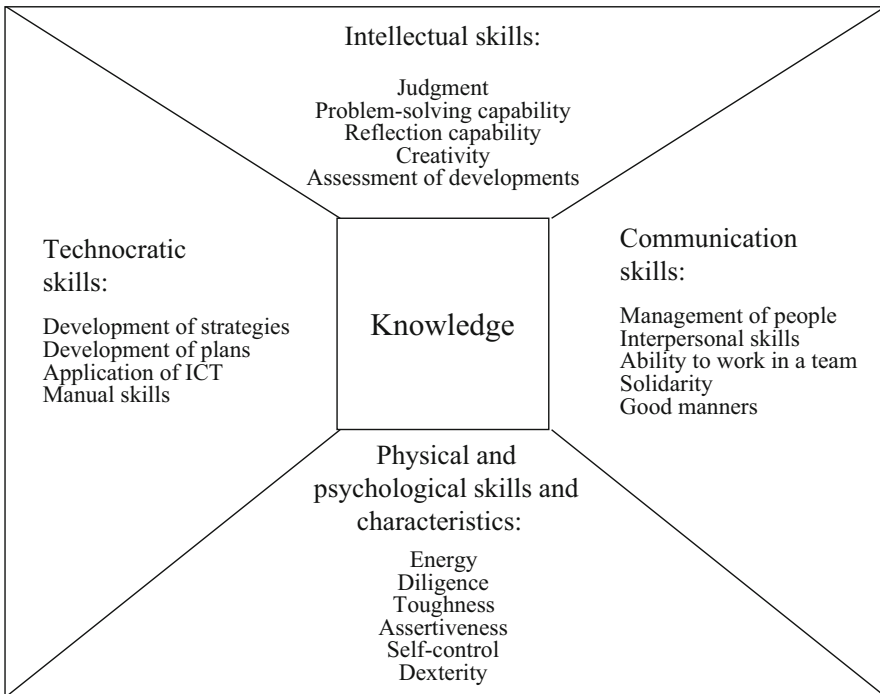 Intellectual skills:
Judgment
Problem-solving capability
Reflection capability
Creativity
Assessment of developments
Technocratic
skills:
Development of strategies
Development of plans
Application of ICT
Manual skills
Knowledge
Communication
skills:
Management of people
Interpersonal skills
Ability to work in a team
Solidarity
Good manners
Physical and
psychological skills and
characteristics:
Energy
Diligence
Toughness
Assertiveness
Self-control
Dexterity